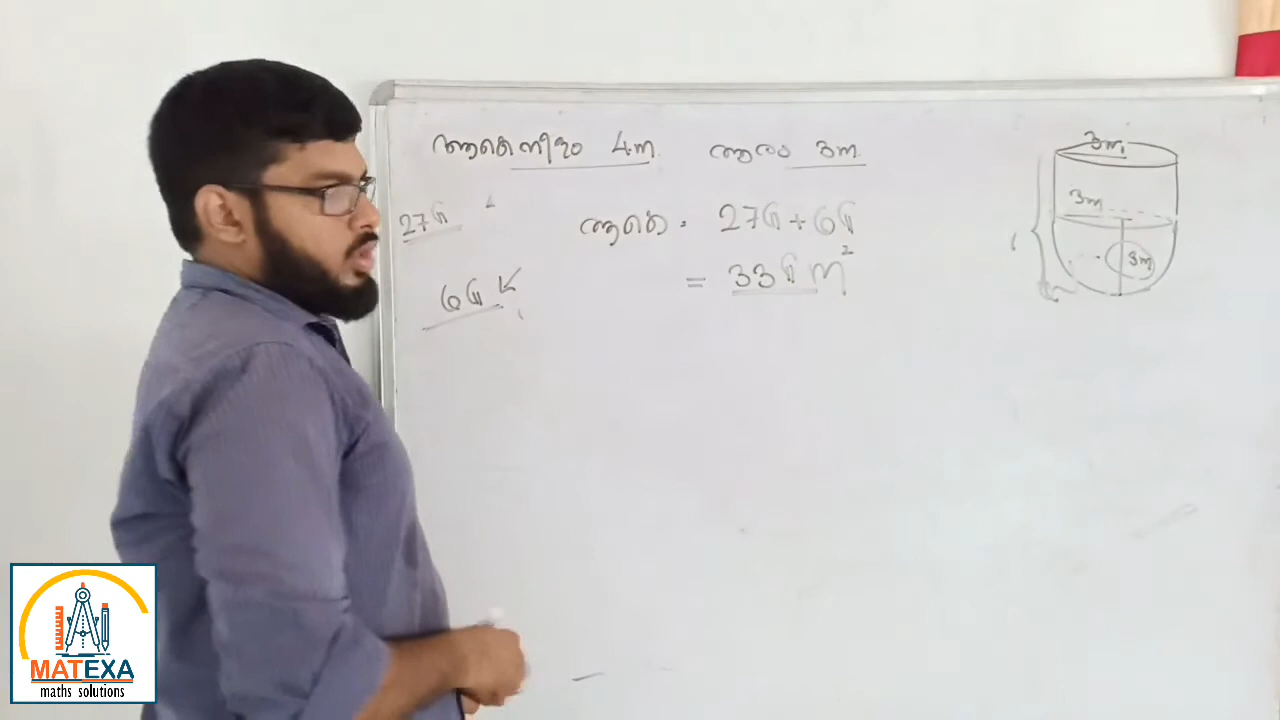 ആകെനീളം 4m. ആരം 3m.
27π
ആകെ = 27π + 6π
= 33π m²
6π
3m
3m
3m
MATEXA
maths solutions